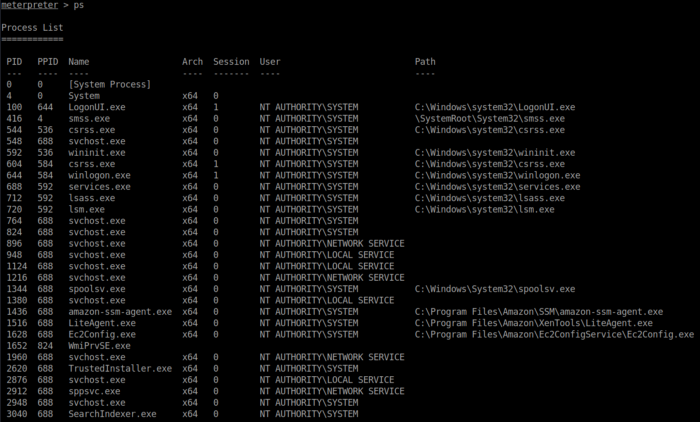 meterpreter > ps
Process List
============
PID PPID Name Arch Session User Path
--- ---- ---- ---- ------- ---- ----
0 0 [System Process]
4 0 System x64 0
100 644 LogonUI.exe x64 1 NT AUTHORITY\SYSTEM C:\Windows\system32\LogonUI.exe
416 4 smss.exe x64 0 NT AUTHORITY\SYSTEM \SystemRoot\System32\smss.exe
544 536 csrss.exe x64 0 NT AUTHORITY\SYSTEM C:\Windows\system32\csrss.exe
548 688 svchost.exe x64 0 NT AUTHORITY\SYSTEM
592 536 wininit.exe x64 0 NT AUTHORITY\SYSTEM C:\Windows\system32\wininit.exe
604 584 csrss.exe x64 1 NT AUTHORITY\SYSTEM C:\Windows\system32\csrss.exe
644 584 winlogon.exe x64 1 NT AUTHORITY\SYSTEM C:\Windows\system32\winlogon.exe
688 592 services.exe x64 0 NT AUTHORITY\SYSTEM C:\Windows\system32\services.exe
712 592 lsass.exe x64 0 NT AUTHORITY\SYSTEM C:\Windows\system32\lsass.exe
720 592 lsm.exe x64 0 NT AUTHORITY\SYSTEM C:\Windows\system32\lsm.exe
764 688 svchost.exe x64 0 NT AUTHORITY\SYSTEM
824 688 svchost.exe x64 0 NT AUTHORITY\SYSTEM
896 688 svchost.exe x64 0 NT AUTHORITY\NETWORK SERVICE
948 688 svchost.exe x64 0 NT AUTHORITY\LOCAL SERVICE
1124 688 svchost.exe x64 0 NT AUTHORITY\LOCAL SERVICE
1216 688 svchost.exe x64 0 NT AUTHORITY\NETWORK SERVICE
1344 688 spoolsv.exe x64 0 NT AUTHORITY\SYSTEM C:\Windows\System32\spoolsv.exe
1380 688 svchost.exe x64 0 NT AUTHORITY\LOCAL SERVICE
1436 688 amazon-ssm-agent.exe x64 0 NT AUTHORITY\SYSTEM C:\Program Files\Amazon\SSM\amazon-ssm-agent.exe
1516 688 LiteAgent.exe x64 0 NT AUTHORITY\SYSTEM C:\Program Files\Amazon\XenTools\LiteAgent.exe
1628 688 Ec2Config.exe x64 0 NT AUTHORITY\SYSTEM C:\Program Files\Amazon\Ec2ConfigService\Ec2Config.exe
1652 824 WmiPrvSE.exe
1960 688 svchost.exe x64 0 NT AUTHORITY\NETWORK SERVICE
2620 688 TrustedInstaller.exe x64 0 NT AUTHORITY\SYSTEM
2876 688 svchost.exe x64 0 NT AUTHORITY\LOCAL SERVICE
2912 688 sppsvc.exe x64 0 NT AUTHORITY\NETWORK SERVICE
2948 688 svchost.exe x64 0 NT AUTHORITY\SYSTEM
3040 688 SearchIndexer.exe x64 0 NT AUTHORITY\SYSTEM